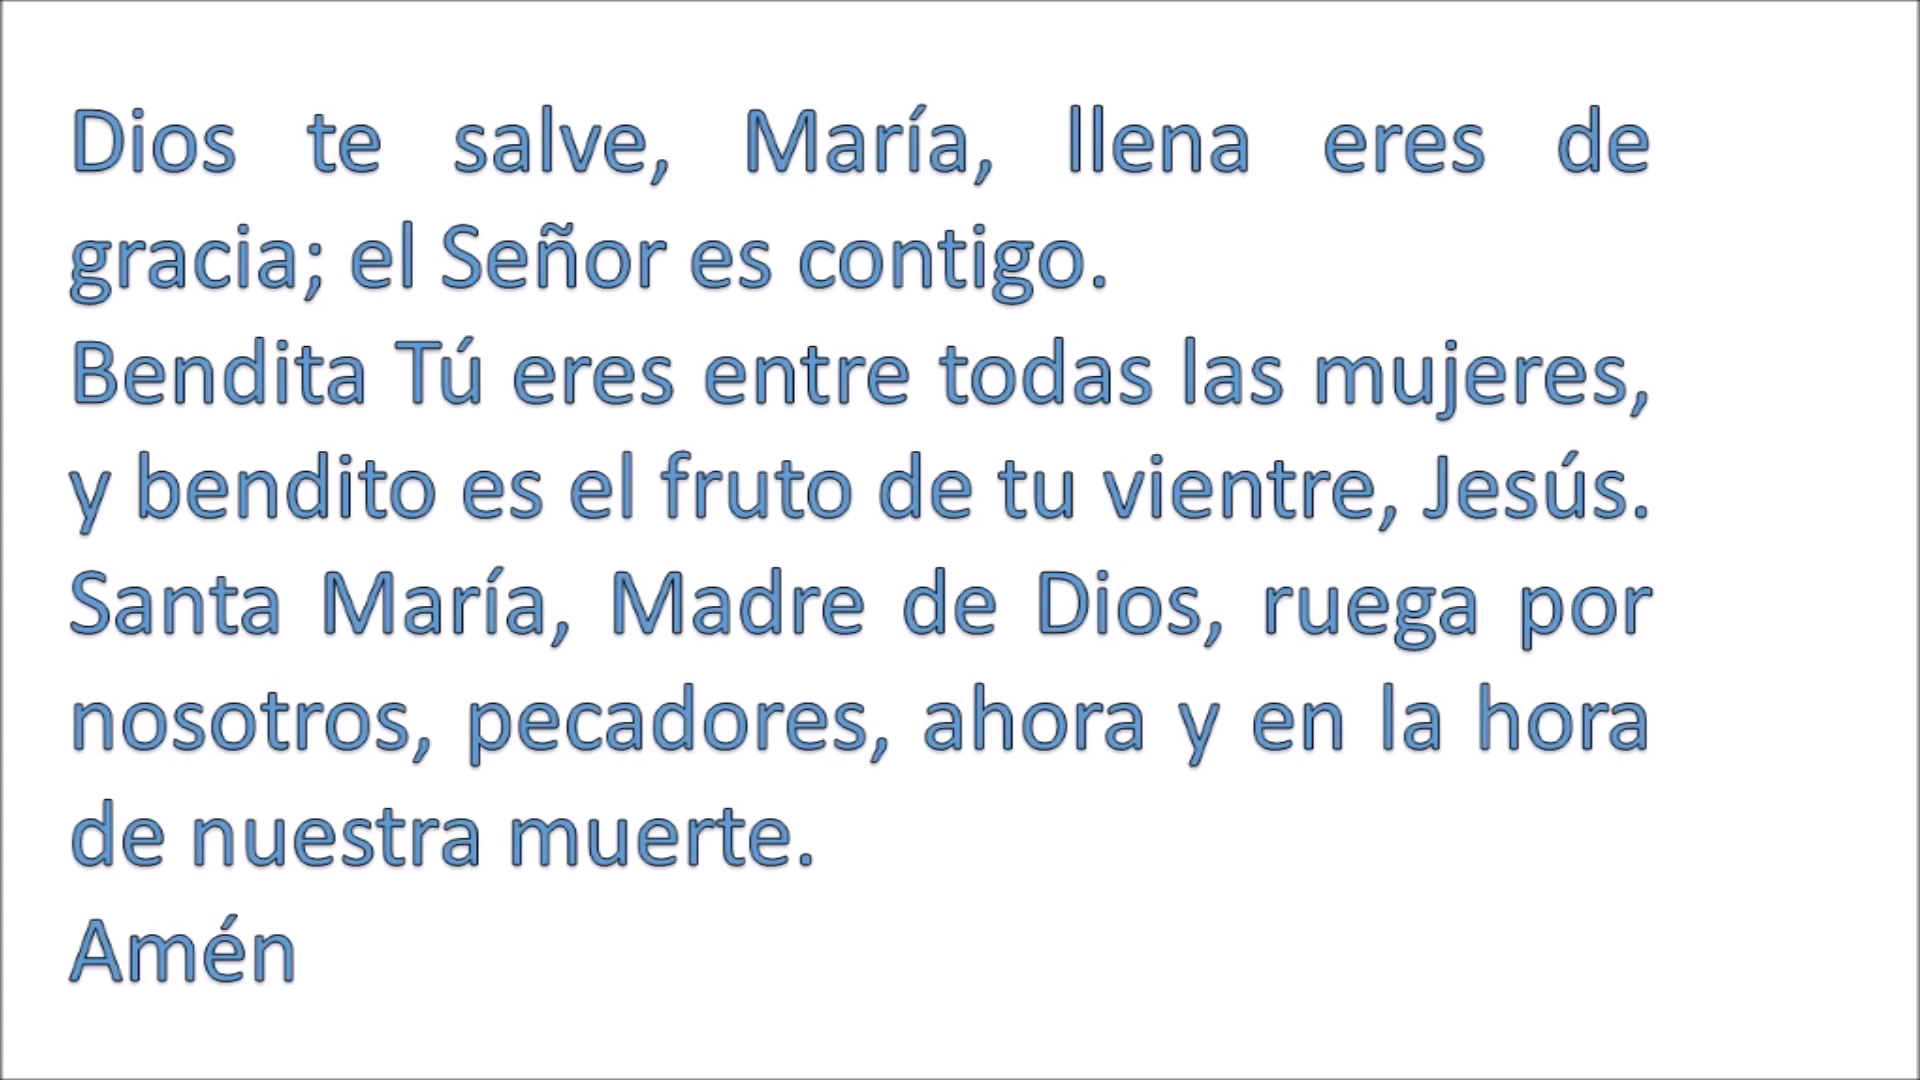 Dios te salve, María, llena eres de
gracia; el Señor es contigo.
Bendita Tú eres entre todas las mujeres,
y bendito es el fruto de tu vientre, Jesús.
Santa María, Madre de Dios, ruega por
nosotros, pecadores, ahora y en la hora
de nuestra muerte.
Amén